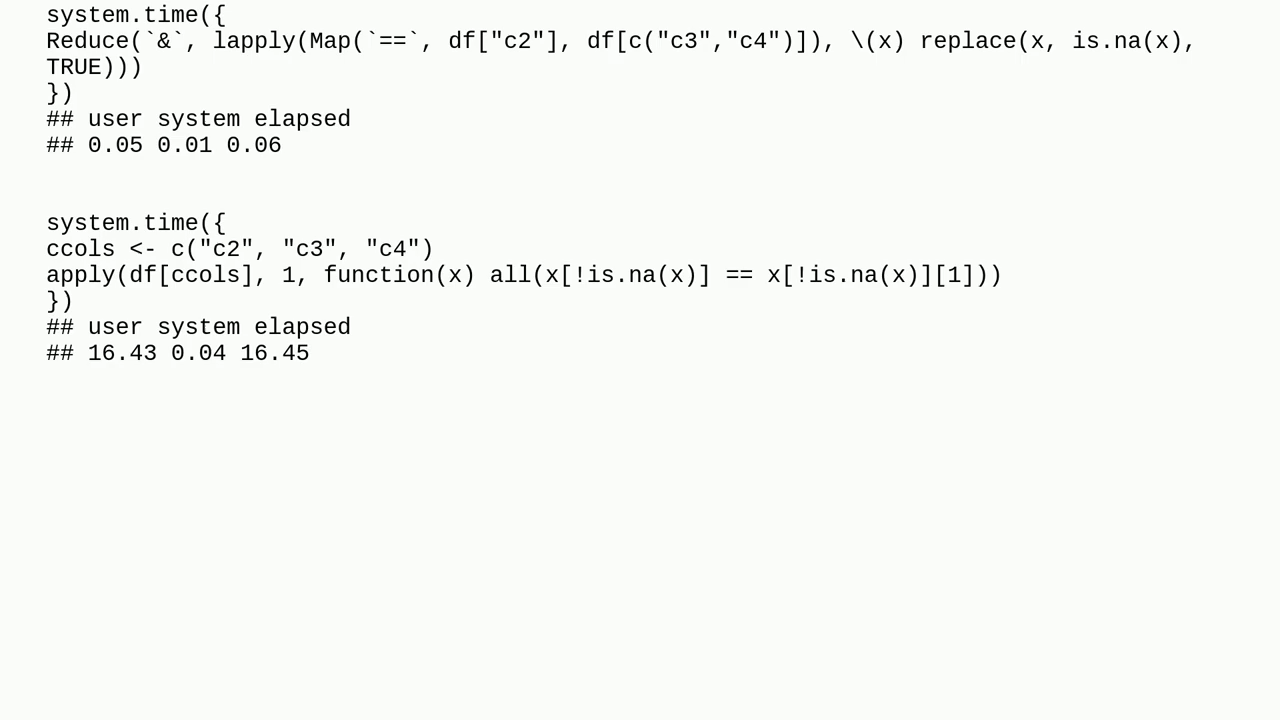 system.time({
Reduce(`&`, lapply(Map(`==`, df["c2"], df[c("c3","c4")]), \(x) replace(x, is.na(x),
TRUE)))
})
## user system elapsed
## 0.05 0.01 0.06
system.time({
ccols <- c("c2", "c3", "c4")
apply(df[ccols], 1, function(x) all(x[!is.na(x)] == x[!is.na(x)][1]))
})
## user system elapsed
## 16.43 0.04 16.45